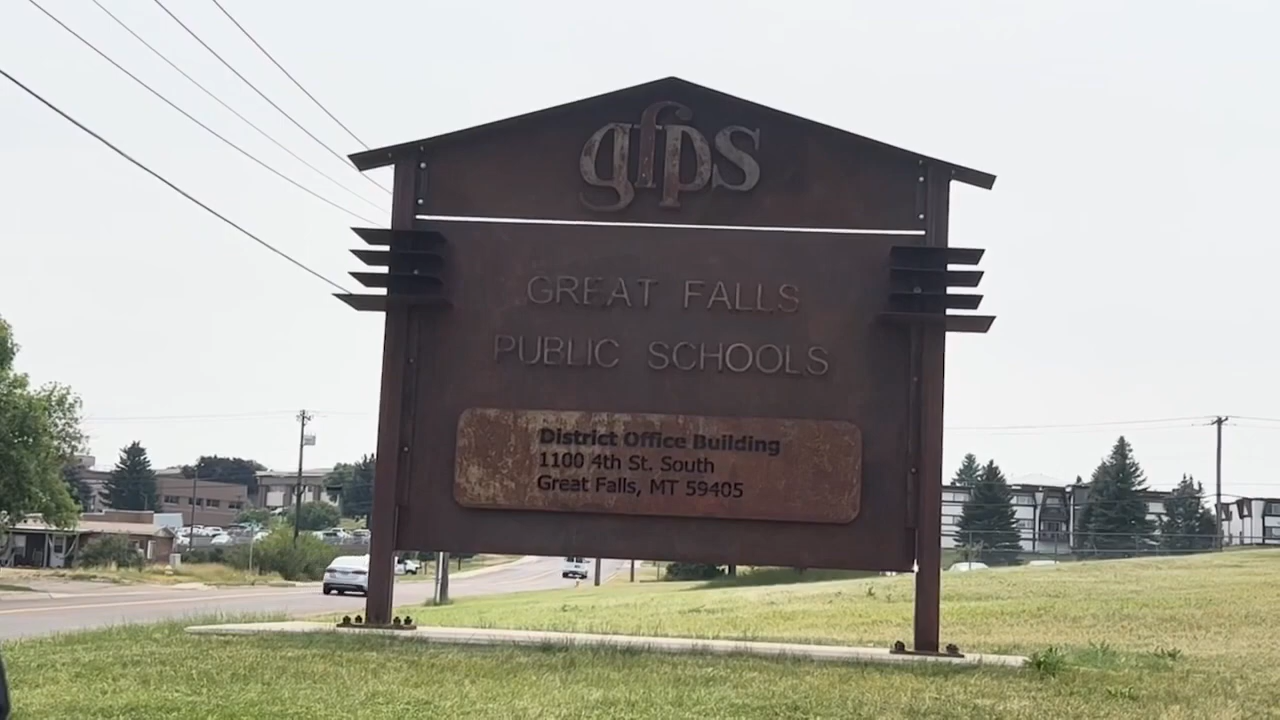 gfps
GREAT FALLS
PUBLIC SCHOOLS
District Office Building
1100 4th St. South
Great Falls, MT 59405